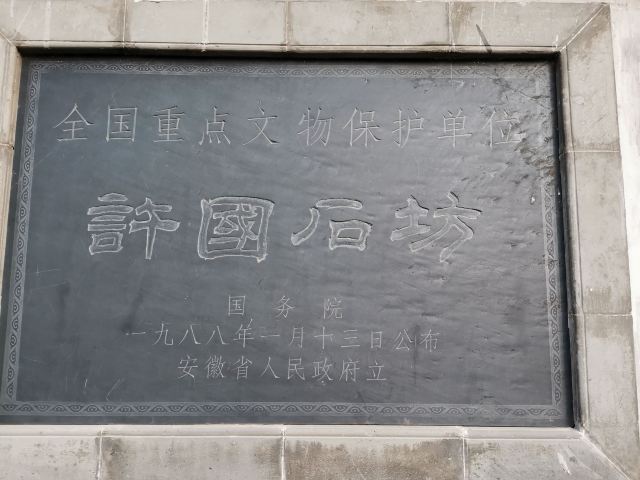 全国重点文物保护单位
許國石坊
国务院
一九八八年一月十三日公布
安徽省人民政府立